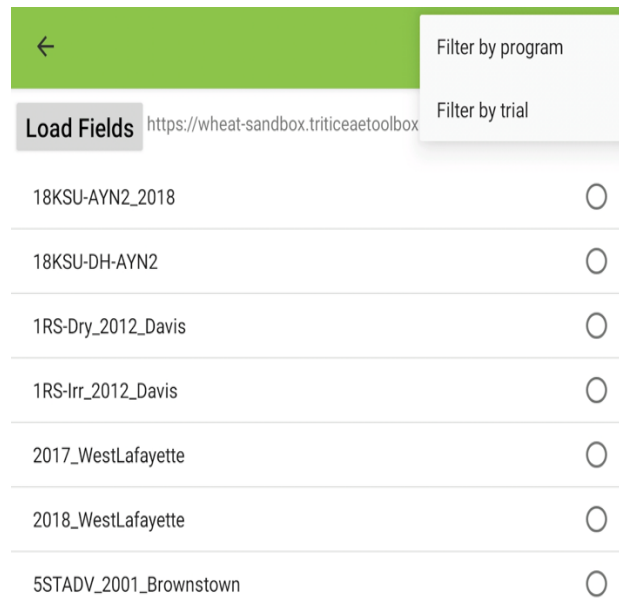 Filter by program
Filter by trial
Load Fields https://wheat-sandbox.triticeaetoolbox
18KSU-AYN2_2018
18KSU-DH-AYN2
1RS-Dry_2012_Davis
1RS-Irr_2012_Davis
2017_WestLafayette
2018_WestLafayette
5STADV_2001_Brownstown